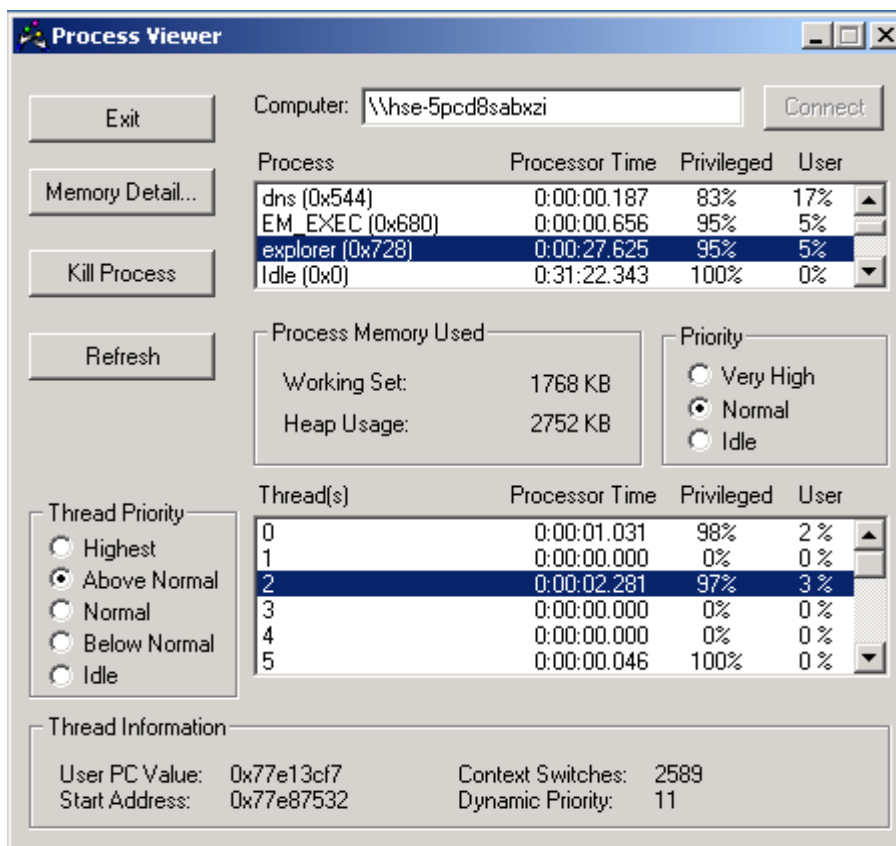 Process Viewer
Exit
Memory Detail...
Kill Process
Refresh
Computer: \\hse-5pcd8sabxzi Connect
Process Processor Time Privileged User
dns (0x544) 0:00:00.187 83% 17%
EM_EXEC (0x680) 0:00:00.656 95% 5%
explorer (0x728) 0:00:27.625 95% 5%
Idle (0x0) 0:31:22.343 100% 0%
Process Memory Used
Working Set: 1768 KB
Heap Usage: 2752 KB
Priority
Very High
Normal
Idle
Thread Priority
Highest
Above Normal
Normal
Below Normal
Idle
Thread(s) Processor Time Privileged User
0 0:00:01.031 98% 2 %
1 0:00:00.000 0% 0 %
2 0:00:02.281 97% 3 %
3 0:00:00.000 0% 0 %
4 0:00:00.000 0% 0 %
5 0:00:00.046 100% 0 %
Thread Information
User PC Value: 0x77e13cf7 Context Switches: 2589
Start Address: 0x77e87532 Dynamic Priority: 11